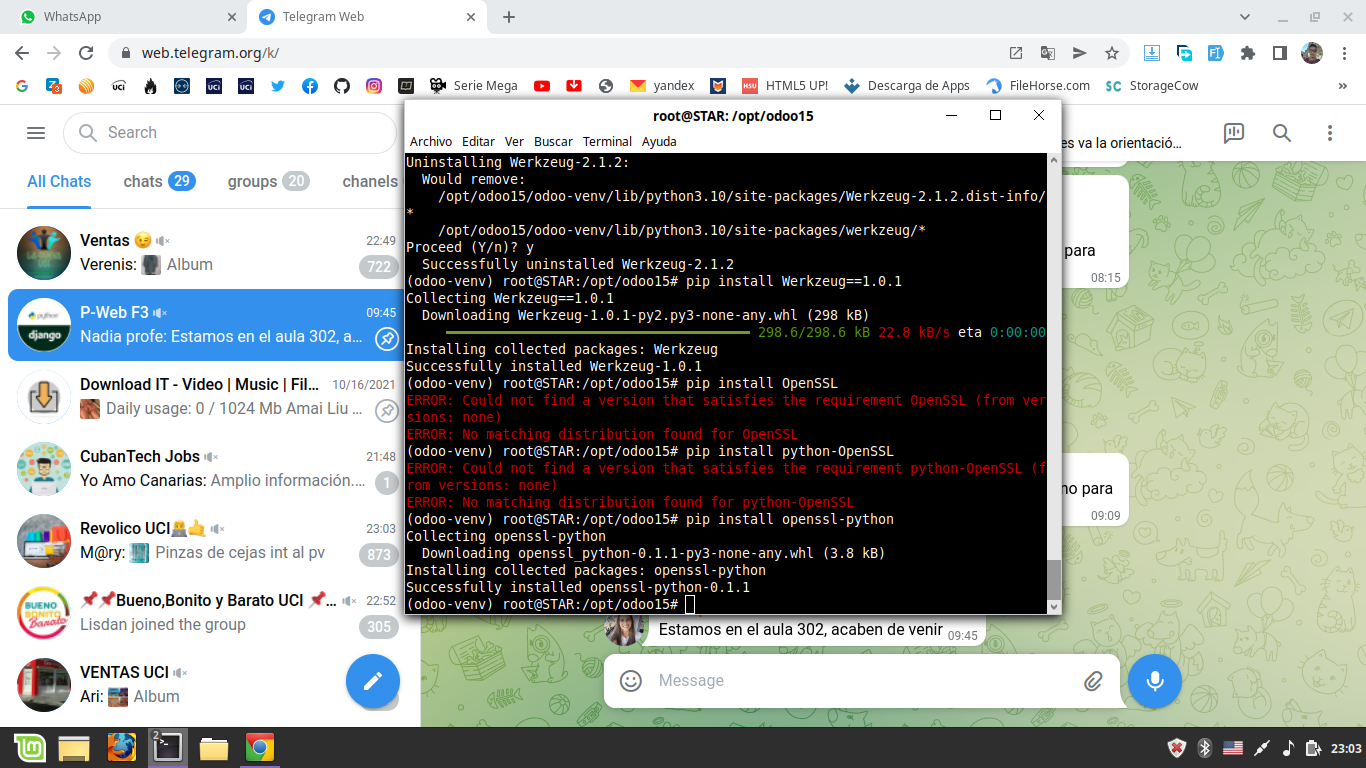 WhatsApp
Telegram Web
web.telegram.org/k/
Serie Mega
yandex
HTML5 UP!
Descarga de Apps
FileHorse.com
StorageCow
»
Search
All Chats
chats 29
groups 20
chanels
Ventas 😉
22:49
Verenis: Album
722
P-Web F3
09:45
Nadia profe: Estamos en el aula 302, a...
Download IT - Video | Music | Fil...
10/16/2021
Daily usage: 0 / 1024 Mb Amai Liu ...
CubanTech Jobs
21:48
Yo Amo Canarias: Amplio información....
1
Revolico UCI
23:03
M@ry: Pinzas de cejas int al pv
873
📌📌Bueno,Bonito y Barato UCI 📌...
22:52
Lisdan joined the group
305
VENTAS UCI
Ari: Album
root@STAR: /opt/odoo15
Archivo Editar Ver Buscar Terminal Ayuda
Uninstalling Werkzeug-2.1.2:
Would remove:
/opt/odoo15/odoo-venv/lib/python3.10/site-packages/Werkzeug-2.1.2.dist-info/
*
/opt/odoo15/odoo-venv/lib/python3.10/site-packages/werkzeug/*
Proceed (Y/n)? y
Successfully uninstalled Werkzeug-2.1.2
(odoo-venv) root@STAR:/opt/odoo15# pip install Werkzeug==1.0.1
Collecting Werkzeug==1.0.1
Downloading Werkzeug-1.0.1-py2.py3-none-any.whl (298 kB)
298.6/298.6 kB 22.8 kB/s eta 0:00:00
Installing collected packages: Werkzeug
Successfully installed Werkzeug-1.0.1
(odoo-venv) root@STAR:/opt/odoo15# pip install OpenSSL
ERROR: Could not find a version that satisfies the requirement OpenSSL (from ver
sions: none)
ERROR: No matching distribution found for OpenSSL
(odoo-venv) root@STAR:/opt/odoo15# pip install python-OpenSSL
ERROR: Could not find a version that satisfies the requirement python-OpenSSL (f
rom versions: none)
ERROR: No matching distribution found for python-OpenSSL
(odoo-venv) root@STAR:/opt/odoo15# pip install openssl-python
Collecting openssl-python
Downloading openssl_python-0.1.1-py3-none-any.whl (3.8 kB)
Installing collected packages: openssl-python
Successfully installed openssl-python-0.1.1
(odoo-venv) root@STAR:/opt/odoo15#
es va la orientació...
para
08:15
no para
09:09
Estamos en el aula 302, acaben de venir 09:45
Message
23:03